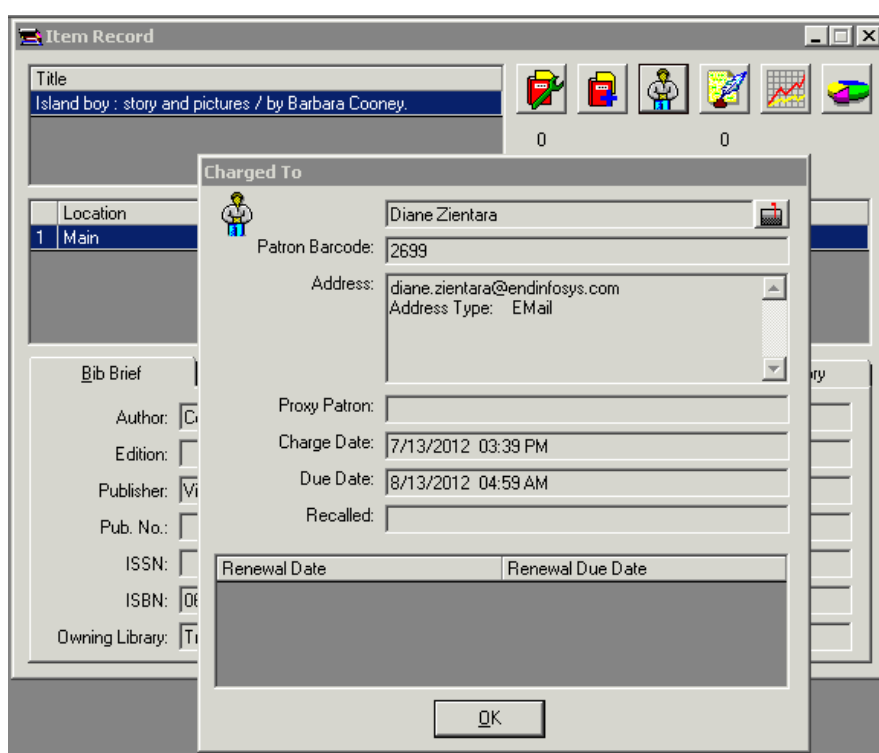 Item Record
Title
Island boy : story and pictures / by Barbara Cooney.
0 0
Location
1 Main
Charged To
Diane Zientara
Patron Barcode: 2699
Address: diane.zientara@endinfosys.com
Address Type: EMail
Proxy Patron:
Charge Date: 7/13/2012 03:39 PM
Due Date: 8/13/2012 04:59 AM
Recalled:
Renewal Date Renewal Due Date
OK
Bib Brief
Author:
Edition:
Publisher: Vi
Pub. No.:
ISSN:
ISBN:
Owning Library: